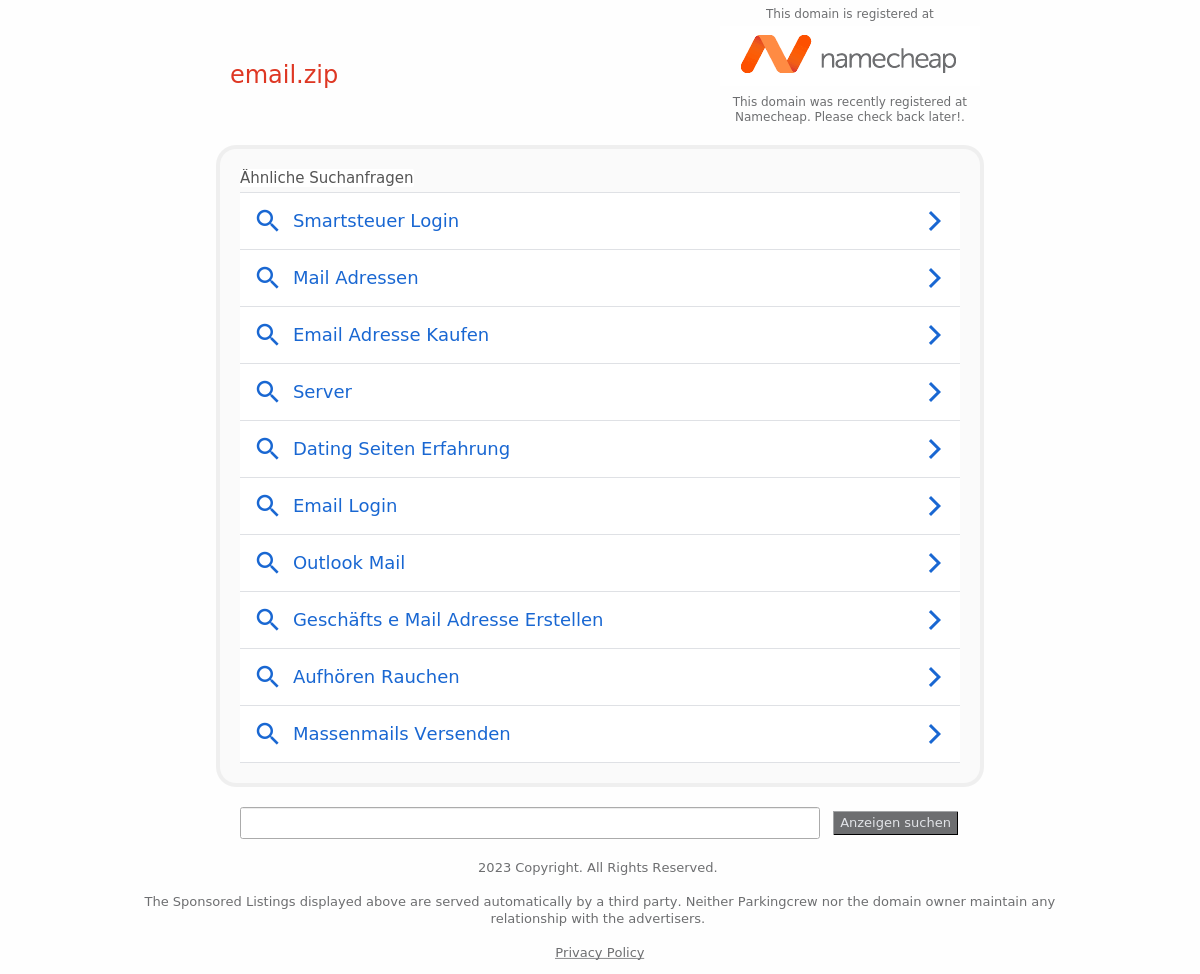 This domain is registered at
namecheap
email.zip
This domain was recently registered at
Namecheap. Please check back later!.
Ähnliche Suchanfragen
Smartsteuer Login
Mail Adressen
Email Adresse Kaufen
Server
Dating Seiten Erfahrung
Email Login
Outlook Mail
Geschäfts e Mail Adresse Erstellen
Aufhören Rauchen
Massenmails Versenden
Anzeigen suchen
2023 Copyright. All Rights Reserved.
The Sponsored Listings displayed above are served automatically by a third party. Neither Parkingcrew nor the domain owner maintain any
relationship with the advertisers.
Privacy Policy